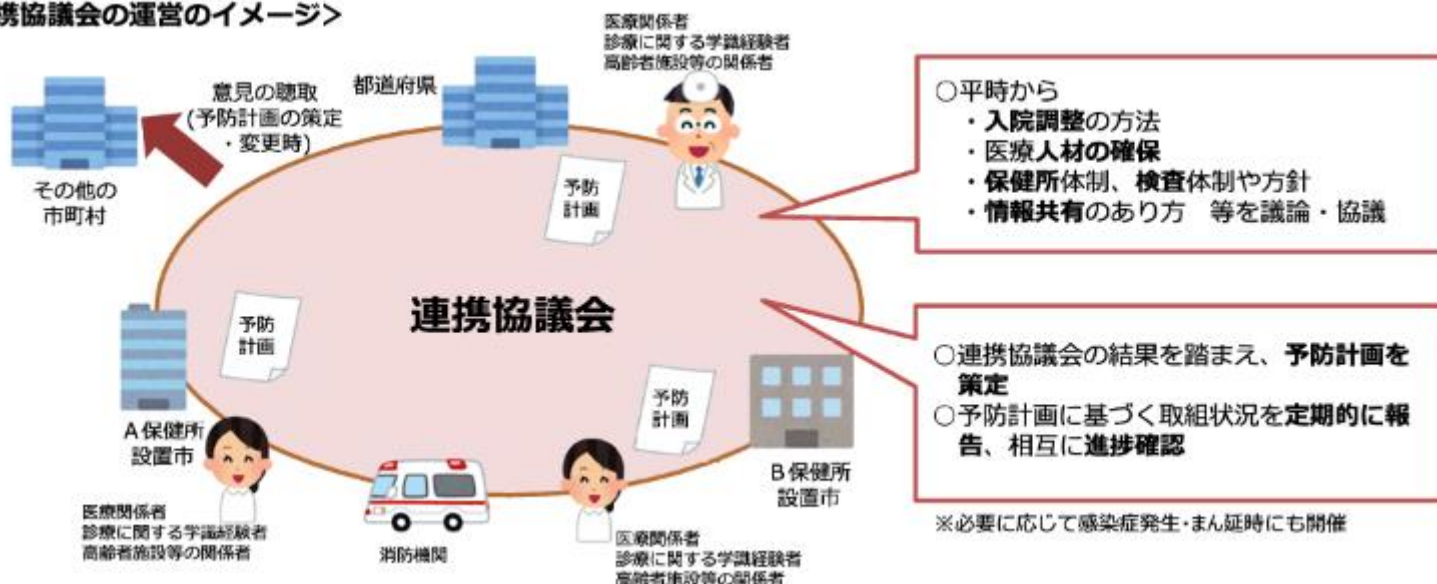 携協議会の運営のイメージ>
医療関係者
診療に関する学識経験者
高齢者施設等の関係者
都道府県
意見の聴取
(予防計画の策定
・変更時)
その他の
市町村
予防
計画
○平時から
・入院調整の方法
・医療人材の確保
・保健所体制、検査体制や方針
・情報共有のあり方 等を議論・協議
連携協議会
予防
計画
予防
計画
○連携協議会の結果を踏まえ、予防計画を
策定
○予防計画に基づく取組状況を定期的に報
告、相互に進捗確認
A保健所
設置市
B保健所
設置市
医療関係者
診療に関する学識経験者
高齢者施設等の関係者
消防機関
医療関係者
診療に関する学識経験者
高齢者施設等の関係者
※必要に応じて感染症発生・まん延時にも開催